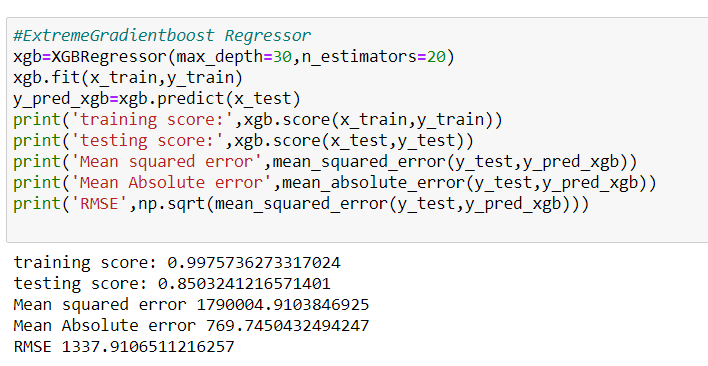 #ExtremeGradientboost Regressor
xgb=XGBRegressor(max_depth=30,n_estimators=20)
xgb.fit(x_train,y_train)
y_pred_xgb=xgb.predict(x_test)
print('training score:',xgb.score(x_train,y_train))
print('testing score:',xgb.score(x_test,y_test))
print('Mean squared error',mean_squared_error(y_test,y_pred_xgb))
print('Mean Absolute error',mean_absolute_error(y_test,y_pred_xgb))
print('RMSE',np.sqrt(mean_squared_error(y_test,y_pred_xgb)))
training score: 0.9975736273317024
testing score: 0.8503241216571401
Mean squared error 1790004.9103846925
Mean Absolute error 769.7450432494247
RMSE 1337.9106511216257